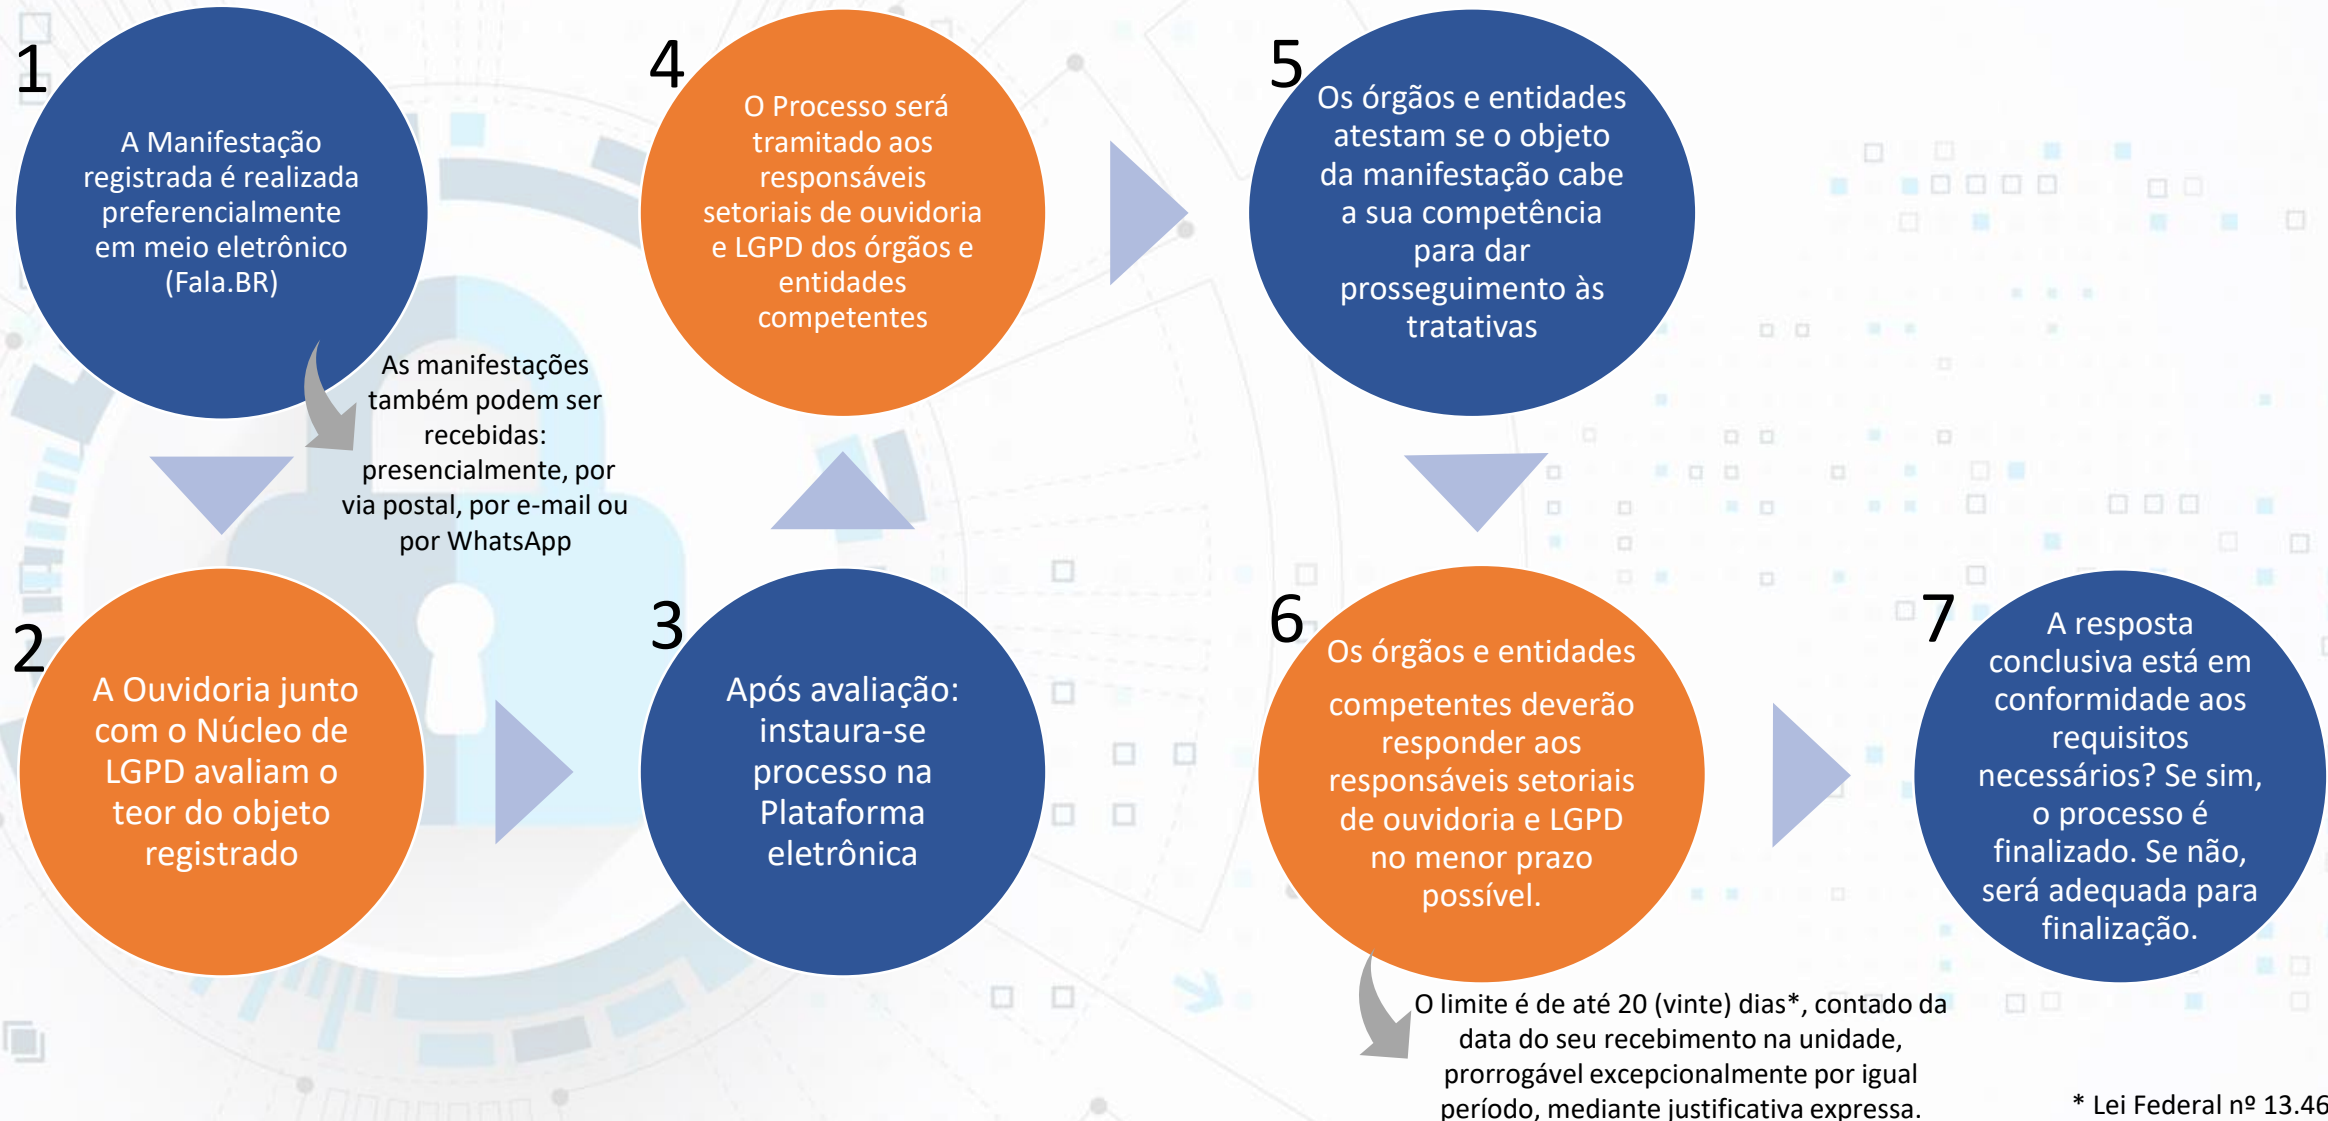 1
A Manifestação
registrada é realizada
preferencialmente
em meio eletrônico
(Fala.BR)
As manifestações
também podem ser
recebidas:
presencialmente, por
via postal, por e-mail ou
por WhatsApp
2
A Ouvidoria junto
com o Núcleo de
LGPD avaliam o
teor do objeto
registrado
3
Após avaliação:
instaura-se
processo na
Plataforma
eletrônica
4
O Processo será
tramitado aos
responsáveis
setoriais de ouvidoria
e LGPD dos órgãos e
entidades
competentes
5
Os órgãos e entidades
atestam se o objeto
da manifestação cabe
a sua competência
para dar
prosseguimento às
tratativas
6
Os órgãos e entidades
competentes deverão
responder aos
responsáveis setoriais
de ouvidoria e LGPD
no menor prazo
possível.
O limite é de até 20 (vinte) dias*, contado da
data do seu recebimento na unidade,
prorrogável excepcionalmente por igual
período, mediante justificativa expressa.
7
A resposta
conclusiva está em
conformidade aos
requisitos
necessários? Se sim,
o processo é
finalizado. Se não,
será adequada para
finalização.
* Lei Federal nº 13.46